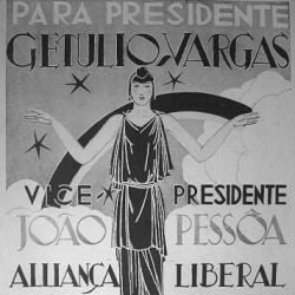 PARA PRESIDENTE
GETULIO VARGAS
VICE PRESIDENTE
JOÃO PESSÔA
ALLIANÇA LIBERAL